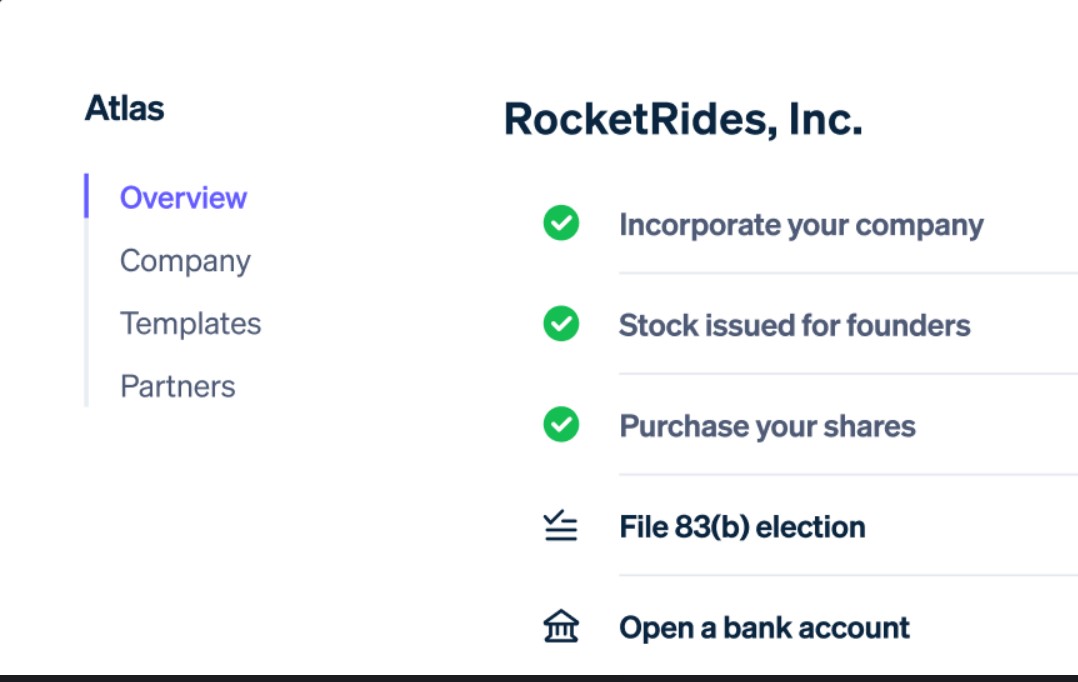 Atlas
Overview
Company
Templates
Partners
RocketRides, Inc.
Incorporate your company
Stock issued for founders
Purchase your shares
File 83(b) election
Open a bank account